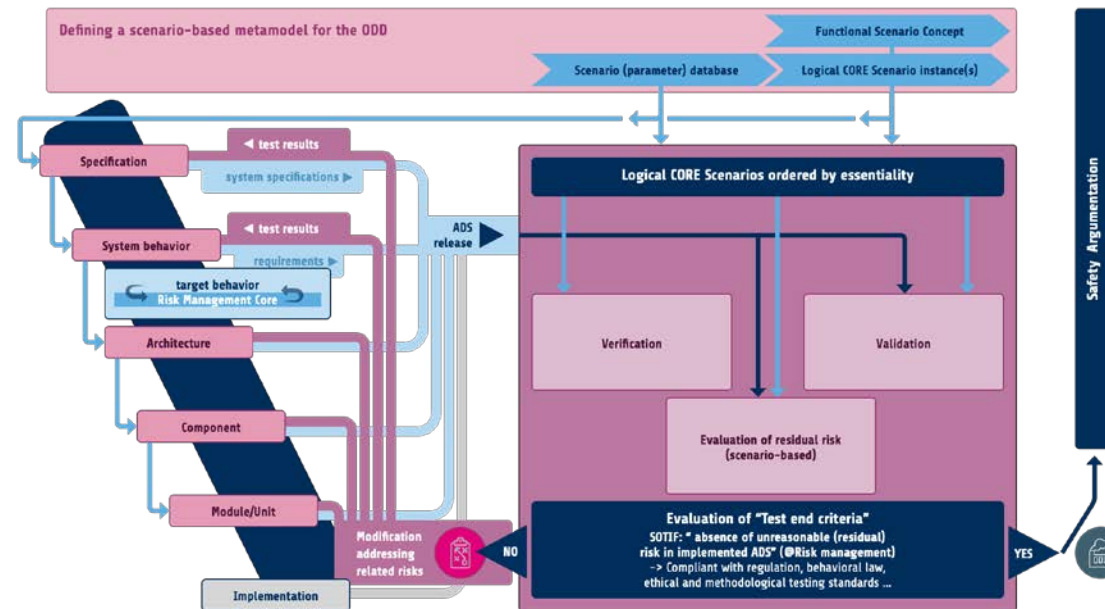 Defining a scenario-based metamodel for the ODD
Functional Scenario Concept
Scenario (parameter) database
Logical CORE Scenario instance(s)
Specification
◄ test results
system specifications ►
System behavior
◄ test results
requirements ►
target behavior
Risk Management Core
Architecture
Component
Module/Unit
Implementation
Modification
addressing
related risks
ADS
release
Logical CORE Scenarios ordered by essentiality
Verification
Validation
Evaluation of residual risk
(scenario-based)
NO
Evaluation of “Test end criteria”
SOTIF: “ absence of unreasonable (residual)
risk in implemented ADS” (@Risk management)
-> Compliant with regulation, behavioral law,
ethical and methodological testing standards ...
YES
Safety Argumentation